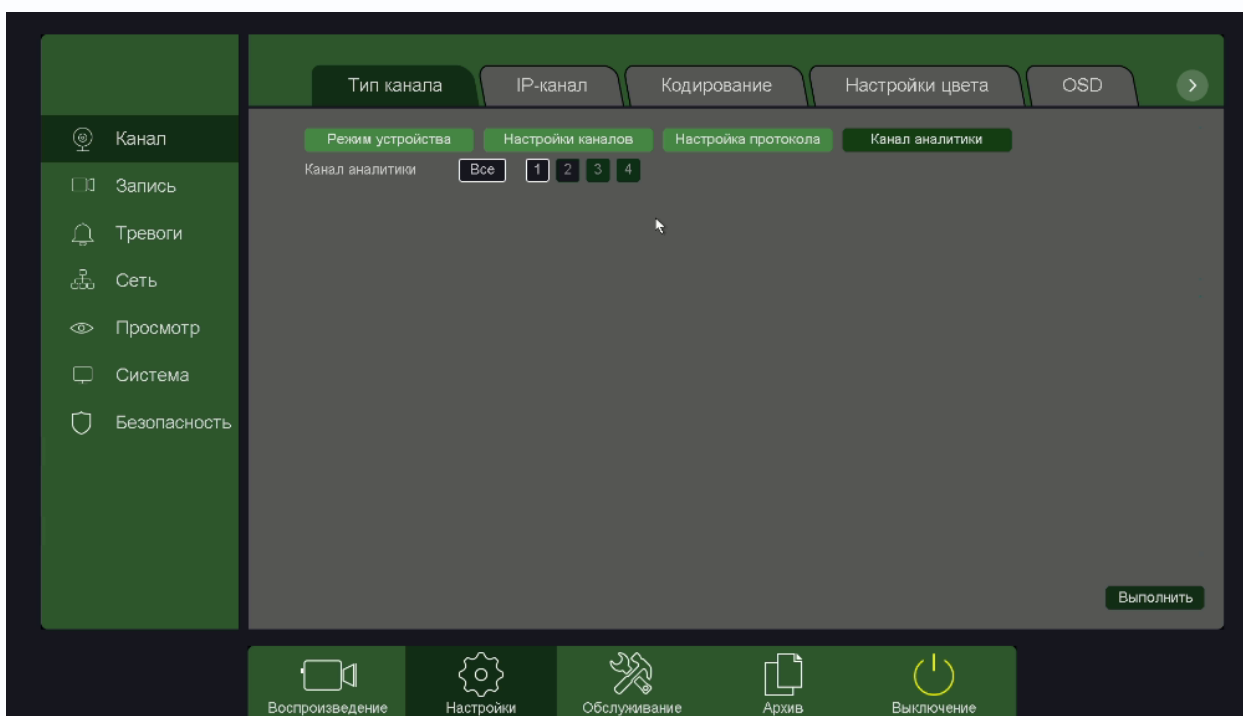 Тип канала IP-канал Кодирование Настройки цвета OSD
Канал
Запись
Тревоги
Сеть
Просмотр
Система
Безопасность
Режим устройства Настройки каналов Настройка протокола Канал аналитики
Канал аналитики Все 1 2 3 4
Выполнить
Воспроизведение Настройки Обслуживание Архив Выключение